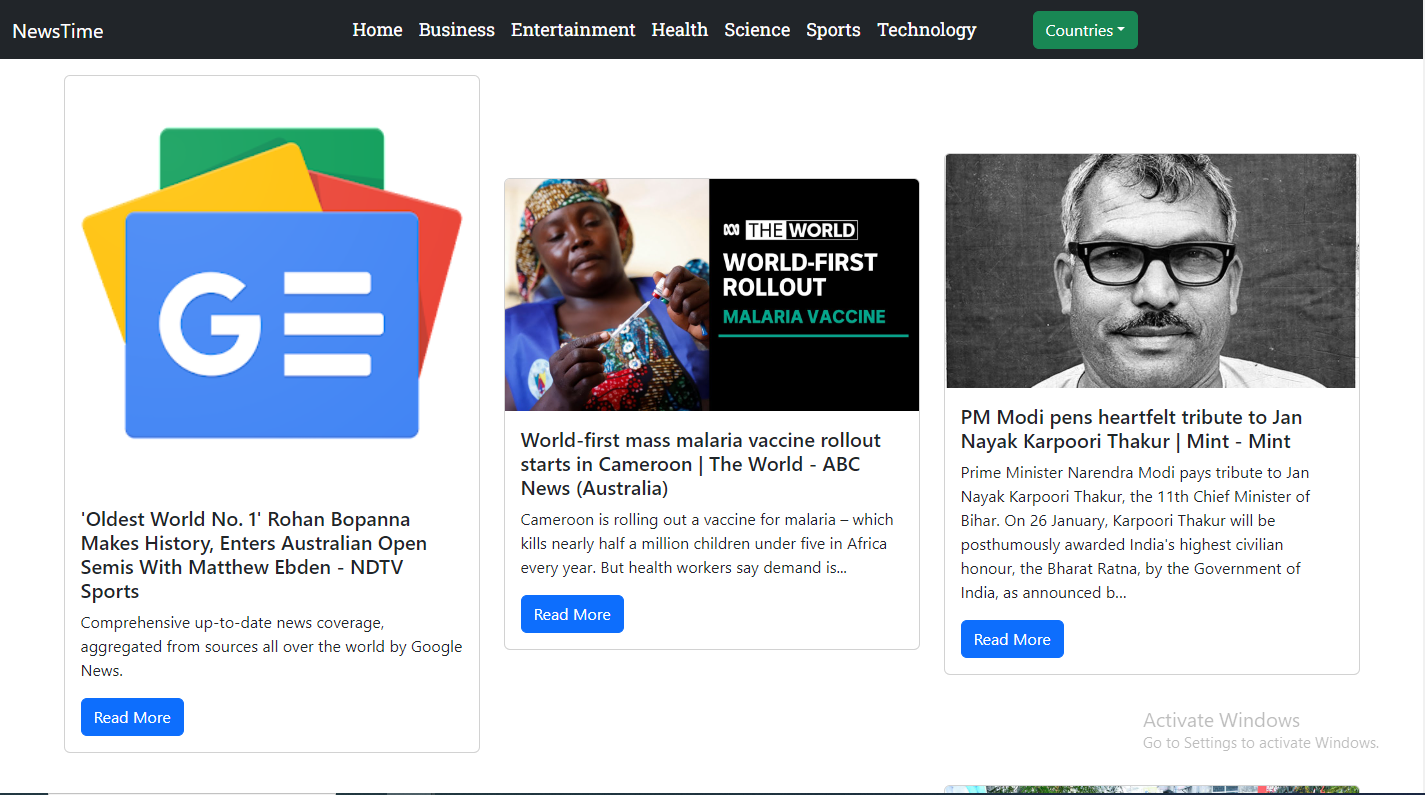 NewsTime
Home Business Entertainment Health Science Sports Technology
Countries
'Oldest World No. 1' Rohan Bopanna
Makes History, Enters Australian Open
Semis With Matthew Ebden - NDTV
Sports
Comprehensive up-to-date news coverage,
aggregated from sources all over the world by Google
News.
Read More
THE WORLD
WORLD-FIRST
ROLLOUT
MALARIA VACCINE
World-first mass malaria vaccine rollout
starts in Cameroon | The World - ABC
News (Australia)
Cameroon is rolling out a vaccine for malaria – which
kills nearly half a million children under five in Africa
every year. But health workers say demand is…
Read More
PM Modi pens heartfelt tribute to Jan
Nayak Karpoori Thakur | Mint - Mint
Prime Minister Narendra Modi pays tribute to Jan
Nayak Karpoori Thakur, the 11th Chief Minister of
Bihar. On 26 January, Karpoori Thakur will be
posthumously awarded India's highest civilian
honour, the Bharat Ratna, by the Government of
India, as announced b…
Read More
Activate Windows
Go to Settings to activate Windows.